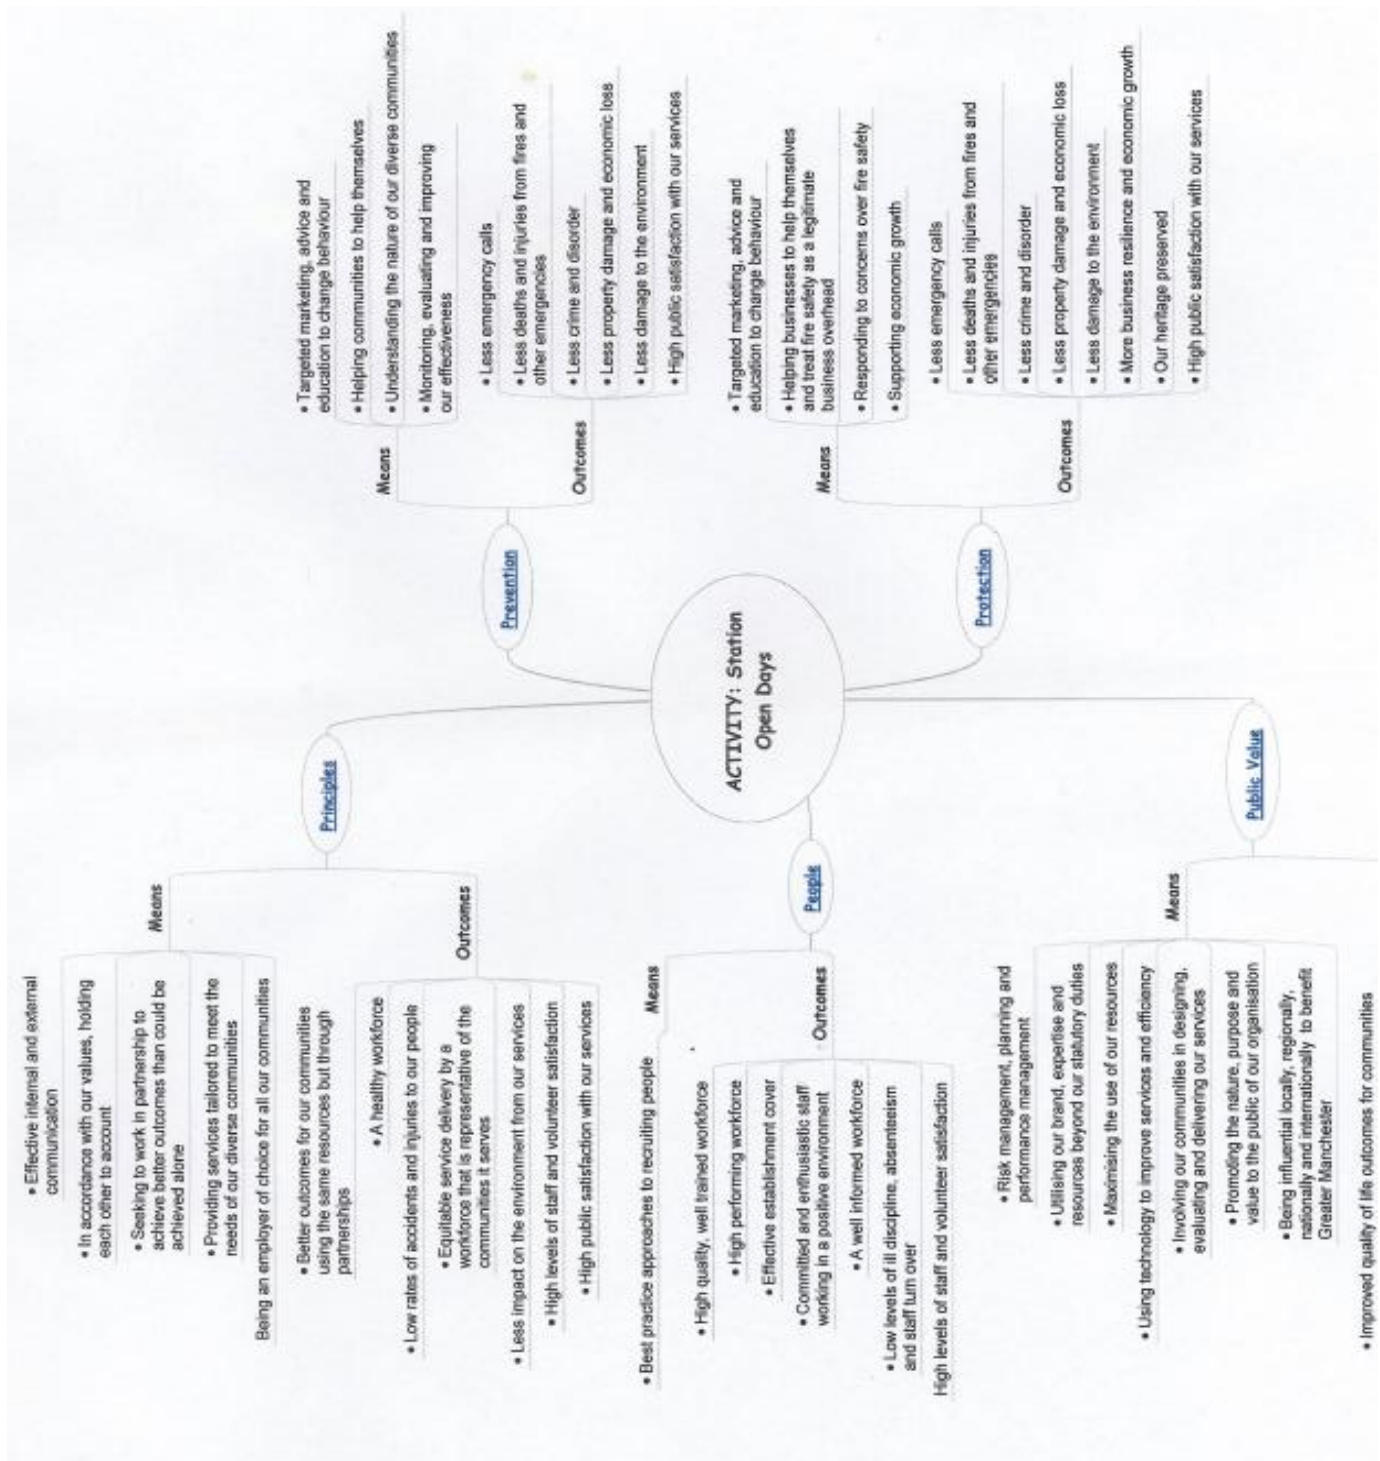 ACTIVITY: Station
Open Days
Principles
Means
• Effective internal and external
communication
• In accordance with our values, holding
each other to account
• Seeking to work in partnership to
achieve better outcomes than could be
achieved alone
• Providing services tailored to meet the
needs of our diverse communities
Being an employer of choice for all our communities
Outcomes
• Better outcomes for our communities
using the same resources but through
partnerships
• A healthy workforce
• Low rates of accidents and injuries to our people
• Equitable service delivery by a
workforce that is representative of the
communities it serves
• Less impact on the environment from our services
• High levels of staff and volunteer satisfaction
• High public satisfaction with our services
People
Means
• Best practice approaches to recruiting people
Outcomes
• High quality, well trained workforce
• High performing workforce
• Effective establishment cover
• Committed and enthusiastic staff
working in a positive environment
• A well informed workforce
• Low levels of ill discipline, absenteeism
and staff turn over
High levels of staff and volunteer satisfaction
Public Value
Means
• Risk management, planning and
performance management
• Utilising our brand, expertise and
resources beyond our statutory duties
• Maximising the use of our resources
• Using technology to improve services and efficiency
• Involving our communities in designing,
evaluating and delivering our services
• Promoting the nature, purpose and
value to the public of our organisation
• Being influential locally, regionally,
nationally and internationally to benefit
Greater Manchester
• Improved quality of life outcomes for communities
Prevention
Means
• Targeted marketing, advice and
education to change behaviour
• Helping communities to help themselves
• Understanding the nature of our diverse communities
• Monitoring, evaluating and improving
our effectiveness
Outcomes
• Less emergency calls
• Less deaths and injuries from fires and
other emergencies
• Less crime and disorder
• Less property damage and economic loss
• Less damage to the environment
• High public satisfaction with our services
Protection
Means
• Targeted marketing, advice and
education to change behaviour
• Helping businesses to help themselves
and treat fire safety as a legitimate
business overhead
• Responding to concerns over fire safety
• Supporting economic growth
Outcomes
• Less emergency calls
• Less deaths and injuries from fires and
other emergencies
• Less crime and disorder
• Less property damage and economic loss
• Less damage to the environment
• More business resilience and economic growth
• Our heritage preserved
• High public satisfaction with our services